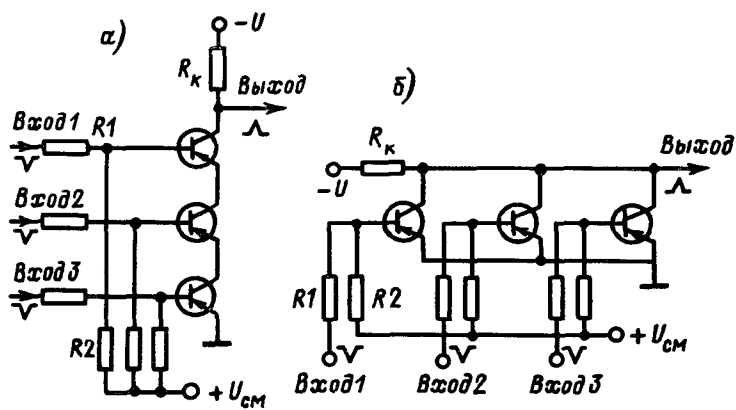 а)
-U
Rк
Выход
Вход1
R1
Вход2
Вход3
R2
+Uсм
б)
Rк
Выход
-U
R1
R2
+Uсм
Вход1
Вход2
Вход3